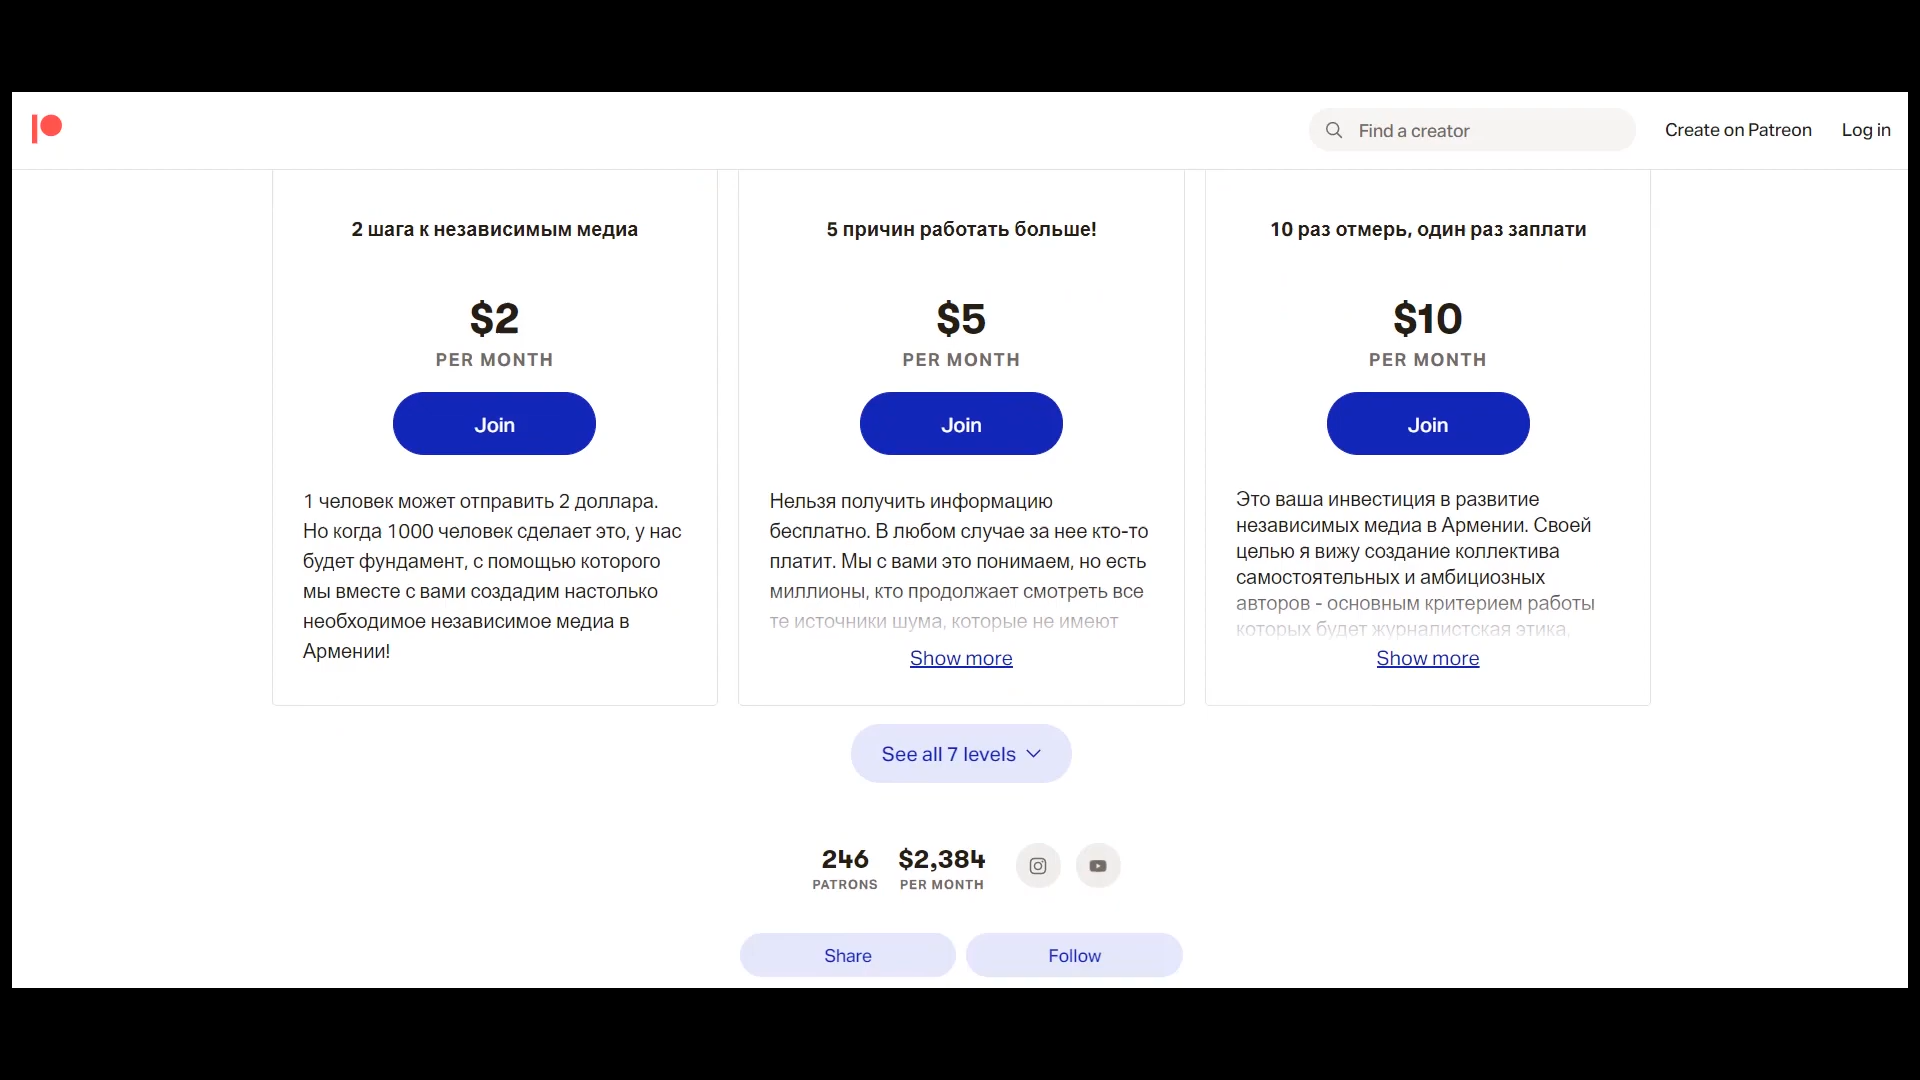 Find a creator
Create on Patreon
Log in
2 шага к независимым медиа
$2
PER MONTH
Join
1 человек может отправить 2 доллара.
Но когда 1000 человек сделает это, у нас
будет фундамент, с помощью которого
мы вместе с вами создадим настолько
необходимое независимое медиа в
Армении!
5 причин работать больше!
$5
PER MONTH
Join
Нельзя получить информацию
бесплатно. В любом случае за нее кто-то
платит. Мы с вами это понимаем, но есть
миллионы, кто продолжает смотреть все
те источники шума, которые не имеют
Show more
10 раз отмерь, один раз заплати
$10
PER MONTH
Join
Это ваша инвестиция в развитие
независимых медиа в Армении. Своей
целью я вижу создание коллектива
самостоятельных и амбициозных
авторов - основным критерием работы
которых будет журналистская этика,
Show more
See all 7 levels
246
PATRONS
$2,384
PER MONTH
Share
Follow